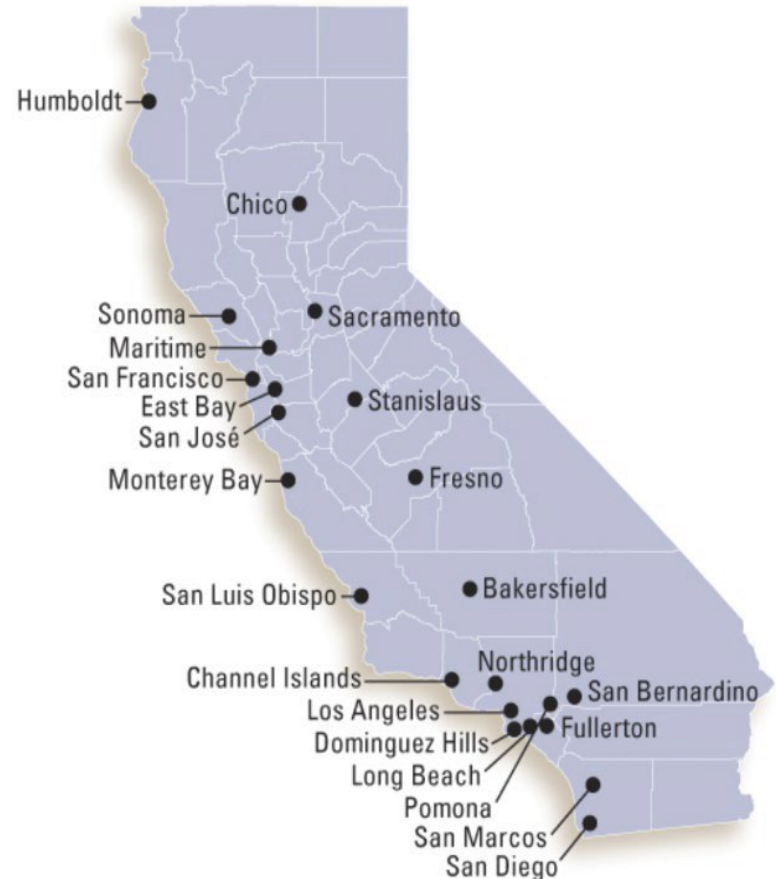 Humboldt
Chico
Sonoma
Sacramento
Maritime
San Francisco
East Bay
Stanislaus
San José
Monterey Bay
Fresno
San Luis Obispo
Bakersfield
Northridge
Channel Islands
San Bernardino
Los Angeles
Fullerton
Dominguez Hills
Long Beach
Pomona
San Marcos
San Diego